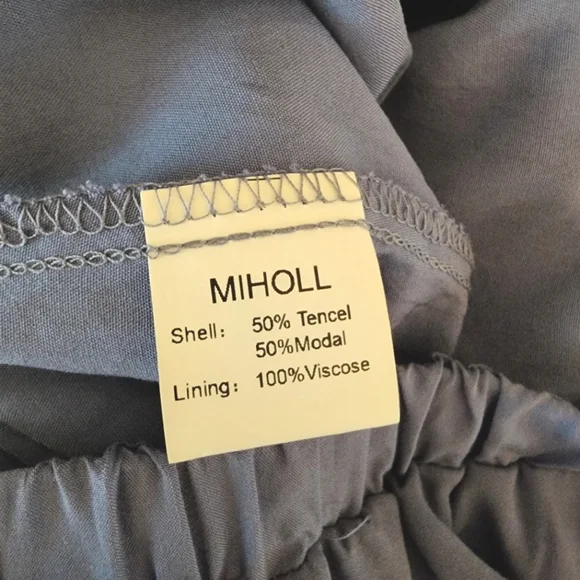 MIHOLL
Shell: 50% Tencel
50%Modal
Lining: 100%Viscose